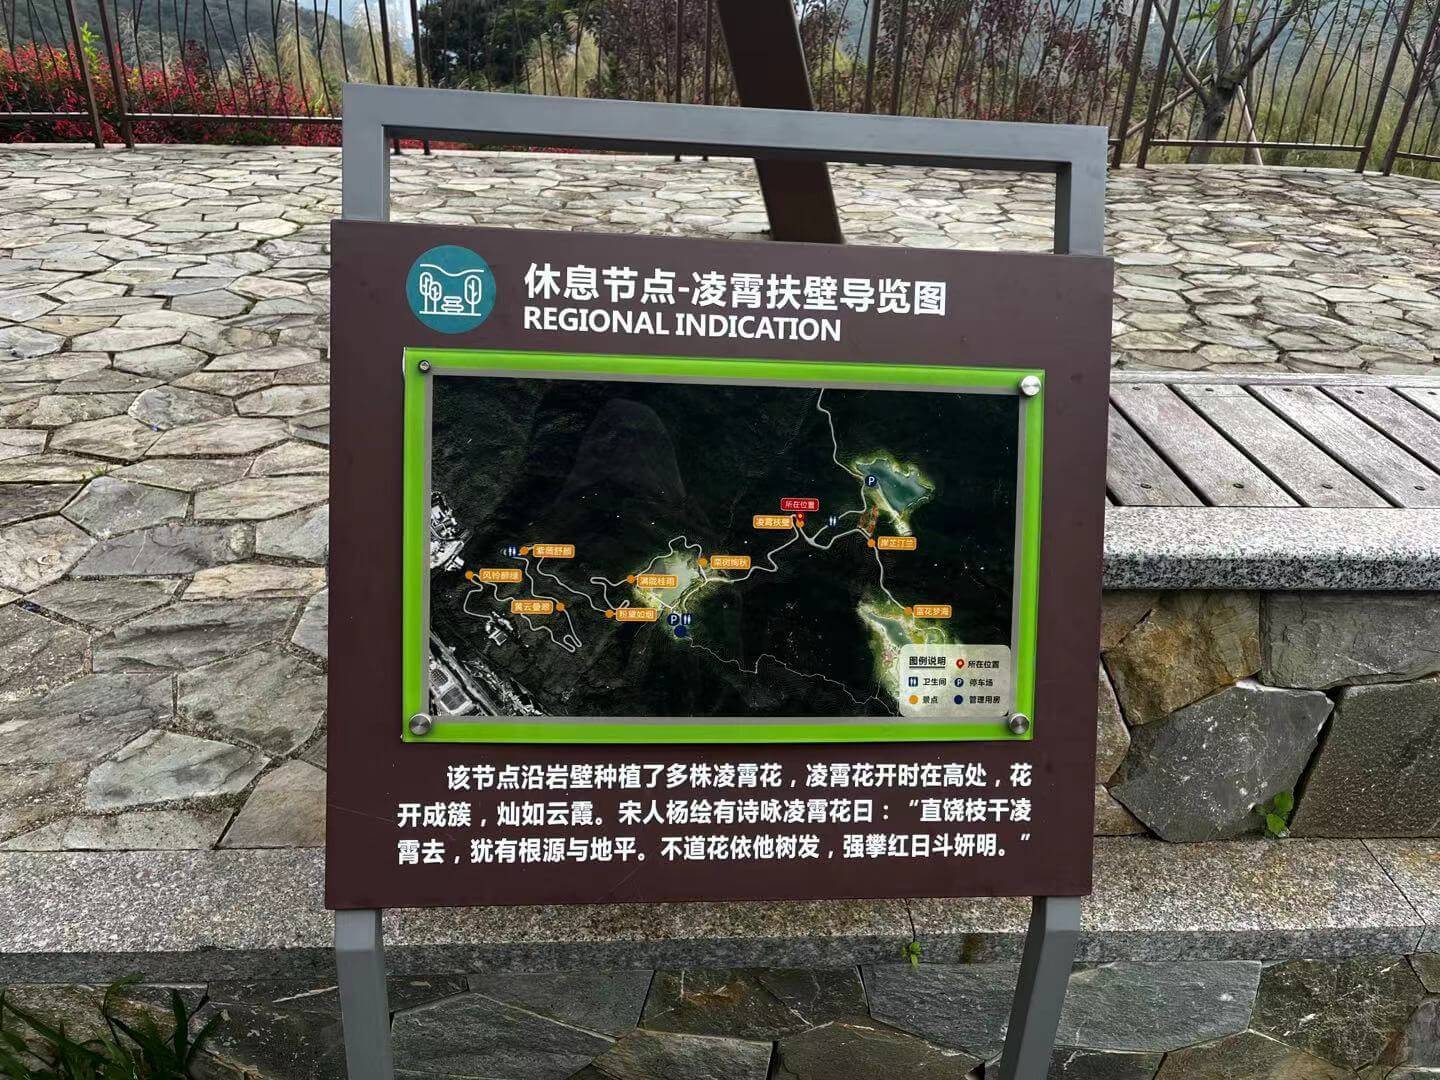 休息节点-凌霄扶壁导览图
REGIONAL INDICATION
所在位置
凌霄扶壁
P
岸芷汀兰
紫薇舒麟
栾树绚秋
风铃醉绿
满陇桂雨
黄云叠翠
粉黛如烟
蓝花梦海
P
图例说明
所在位置
卫生间
P 停车场
景点
管理用房
该节点沿岩壁种植了多株凌霄花，凌霄花开时在高处，花
开成簇，灿如云霞。宋人杨绘有诗咏凌霄花曰：“直饶枝干凌
霄去，犹有根源与地平。不道花依他树发，强攀红日斗妍明。”